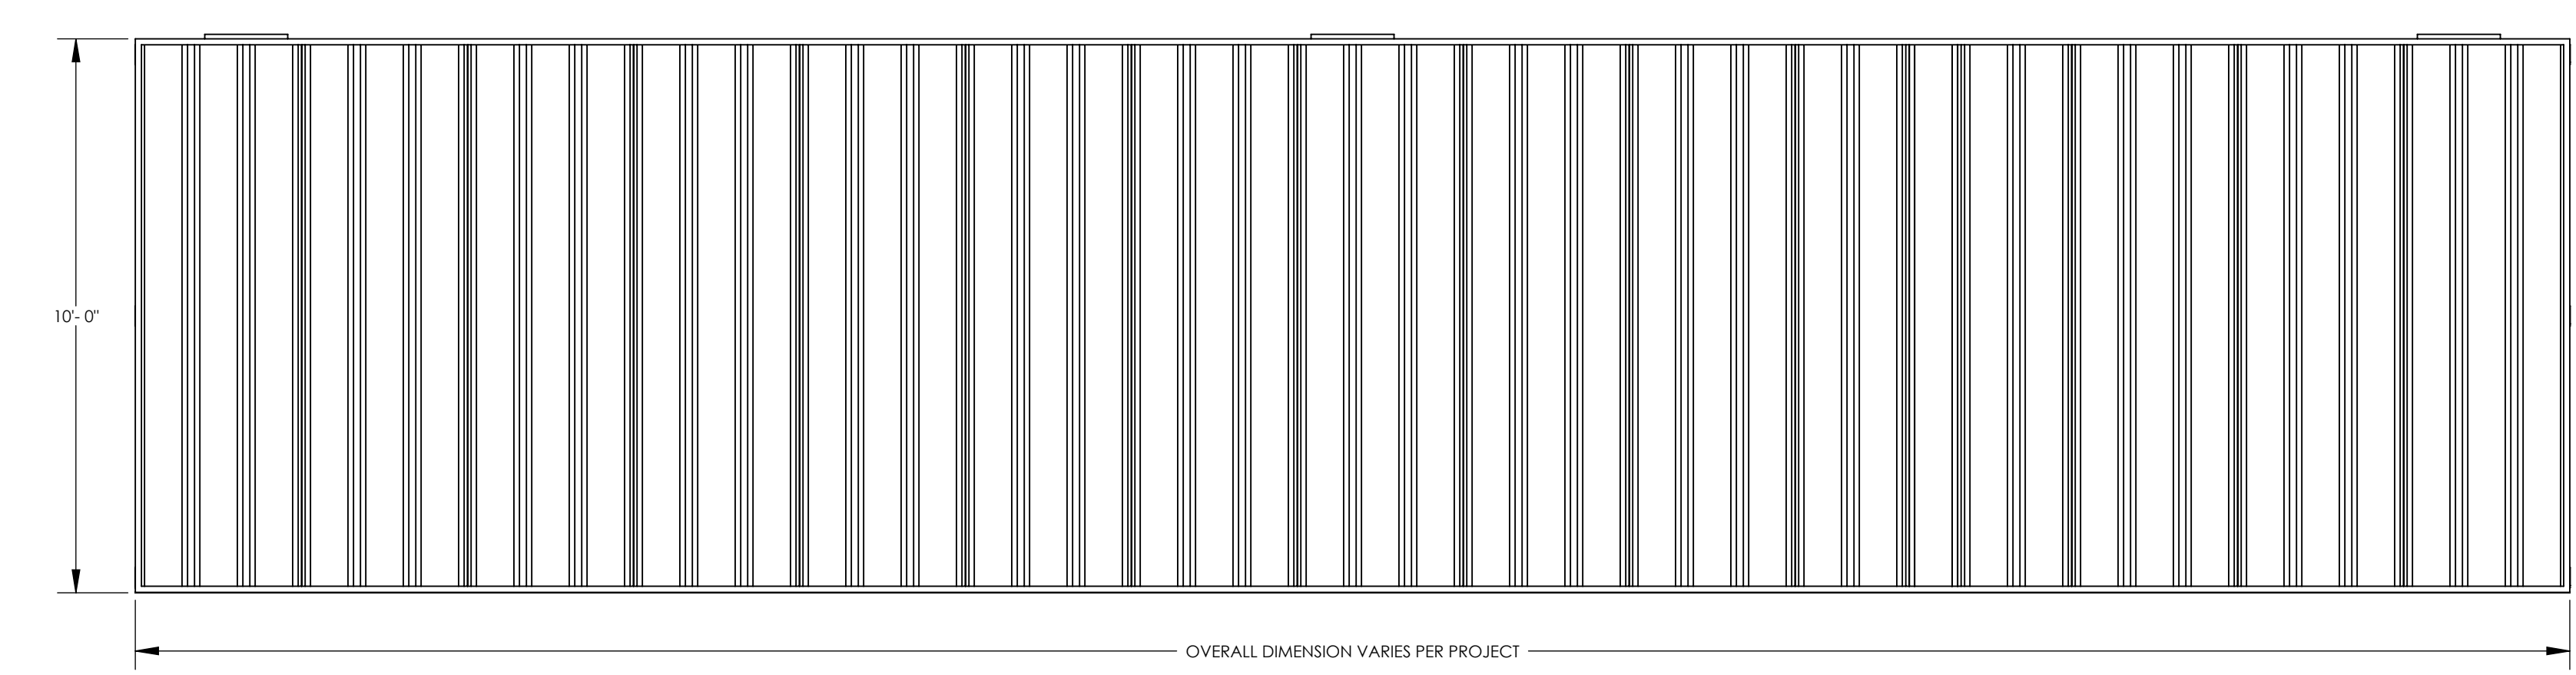 10'- 0"
OVERALL DIMENSION VARIES PER PROJECT